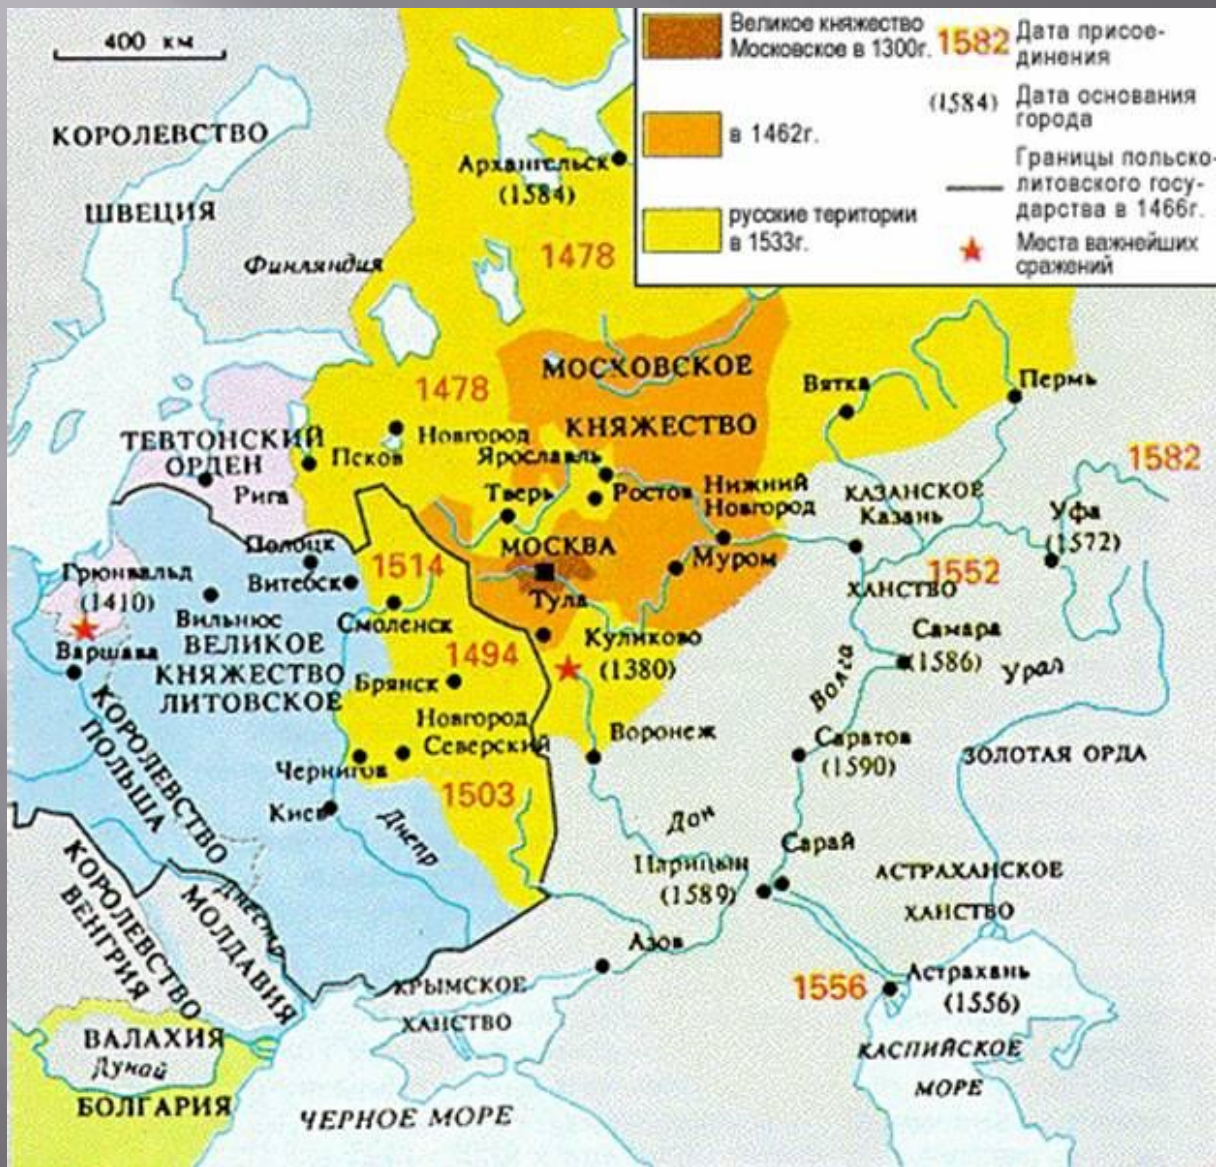 400 км
Великое княжество
Московское в 1300г.
в 1462г.
русские територии
в 1533г.
1582
Дата присое-
динения
(1584)
Дата основания
города
Границы польско-
литовского госу-
дарства в 1466г.
Места важнейших
сражений
КОРОЛЕВСТВО
ШВЕЦИЯ
Финляндия
Архангельск
(1584)
1478
1478
МОСКОВСКОЕ
КНЯЖЕСТВО
Вятка
Пермь
ТЕВТОНСКИЙ
ОРДЕН
Рига
Псков
Новгород
Ярославль
Тверь
Ростов
Нижний
Новгород
КАЗАНСКОЕ
Казань
ХАНСТВО
1552
1582
Уфа
(1572)
Полоцк
Витебск
1514
МОСКВА
Муром
Тула
Грюнвальд
(1410)
Вильнюс
Смоленск
Варшава
ВЕЛИКОЕ
КНЯЖЕСТВО
ЛИТОВСКОЕ
1494
Брянск
Куликово
(1380)
Самара
(1586)
Волга
Урал
КОРОЛЕВСТВО
ПОЛЬША
Новгород
Северский
Чернигов
1503
Воронеж
Саратов
(1590)
ЗОЛОТАЯ ОРДА
Киев
Днепр
Дон
Царицын
(1589)
Сарай
АСТРАХАНСКОЕ
ХАНСТВО
КОРОЛЕВСТВО
ВЕНГРИЯ
Днестр
МОЛДАВИЯ
Азов
КРЫМСКОЕ
ХАНСТВО
1556
Астрахань
(1556)
ВАЛАХИЯ
Дунай
БОЛГАРИЯ
ЧЕРНОЕ МОРЕ
КАСПИЙСКОЕ
МОРЕ